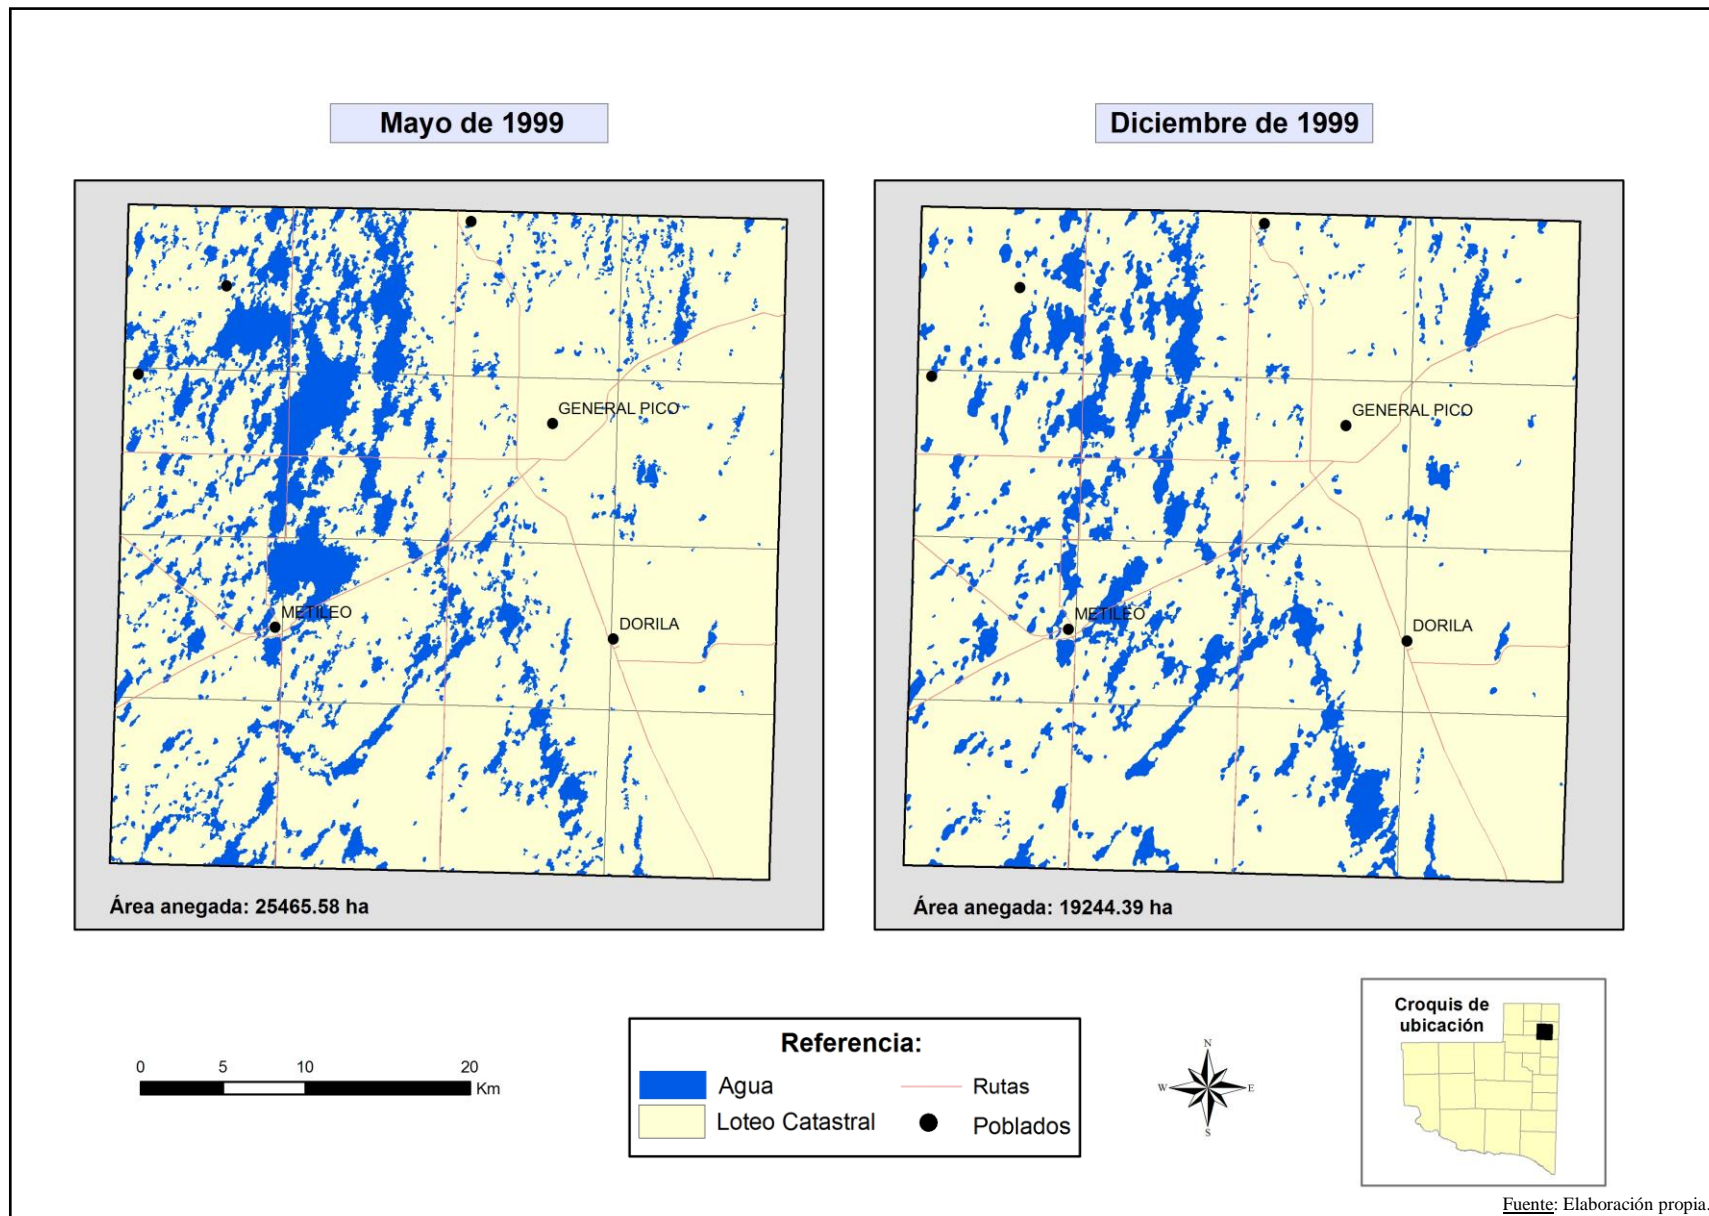 Mayo de 1999
Diciembre de 1999
GENERAL PICO
METILEO
DORILA
Área anegada: 25465.58 ha
GENERAL PICO
METILEO
DORILA
Área anegada: 19244.39 ha
0 5 10 20
Km
Referencia:
Agua
Rutas
Loteo Catastral
Poblados
N
W E
S
Croquis de
ubicación
Fuente: Elaboración propia.